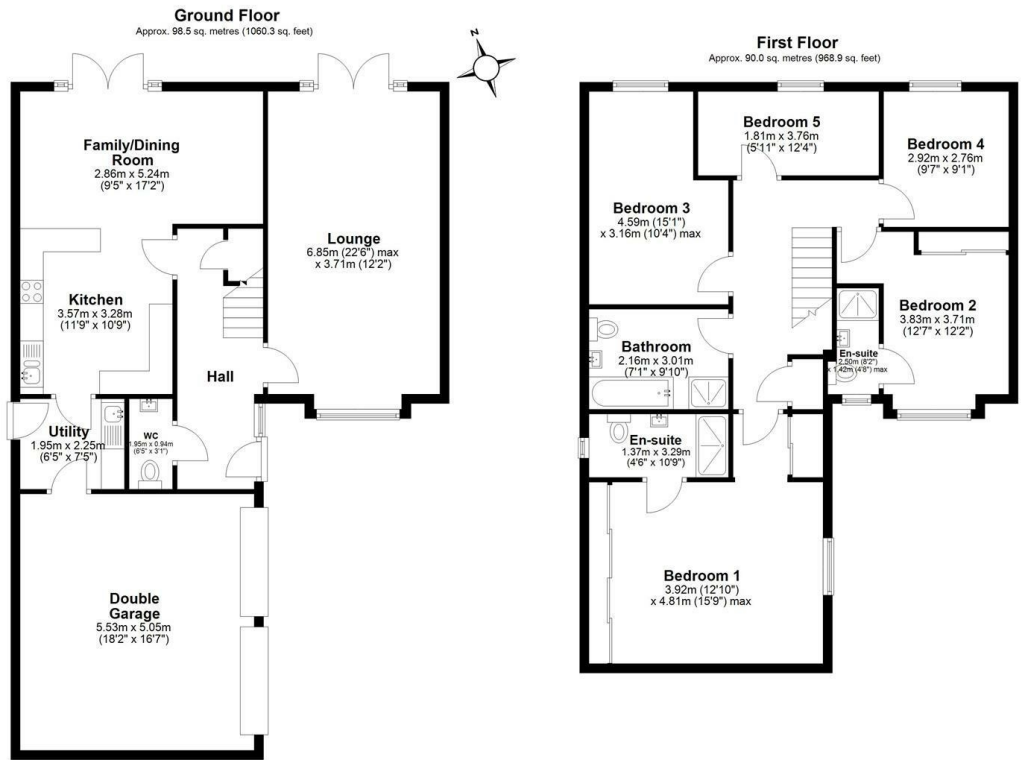 Ground Floor
Approx. 98.5 sq. metres (1060.3 sq. feet)
N
Family/Dining
Room
2.86m x 5.24m
(9'5" x 17'2")
Lounge
6.85m (22'6") max
x 3.71m (12'2")
Kitchen
3.57m x 3.28m
(11'9" x 10'9")
Hall
Utility
1.95m x 2.25m
(6'5" x 7'5")
WC
1.95m x 0.94m
(6'5" x 3'1")
Double
Garage
5.53m x 5.05m
(18'2" x 16'7")
First Floor
Approx. 90.0 sq. metres (968.9 sq. feet)
Bedroom 5
1.81m x 3.76m
(5'11" x 12'4")
Bedroom 4
2.92m x 2.76m
(9'7" x 9'1")
Bedroom 3
4.59m (15'1")
x 3.16m (10'4") max
Bedroom 2
3.83m x 3.71m
(12'7" x 12'2")
En-suite
2.50m (8'2")
x 1.42m (4'8") max
Bathroom
2.16m x 3.01m
(7'1" x 9'10")
En-suite
1.37m x 3.29m
(4'6" x 10'9")
Bedroom 1
3.92m (12'10")
x 4.81m (15'9") max